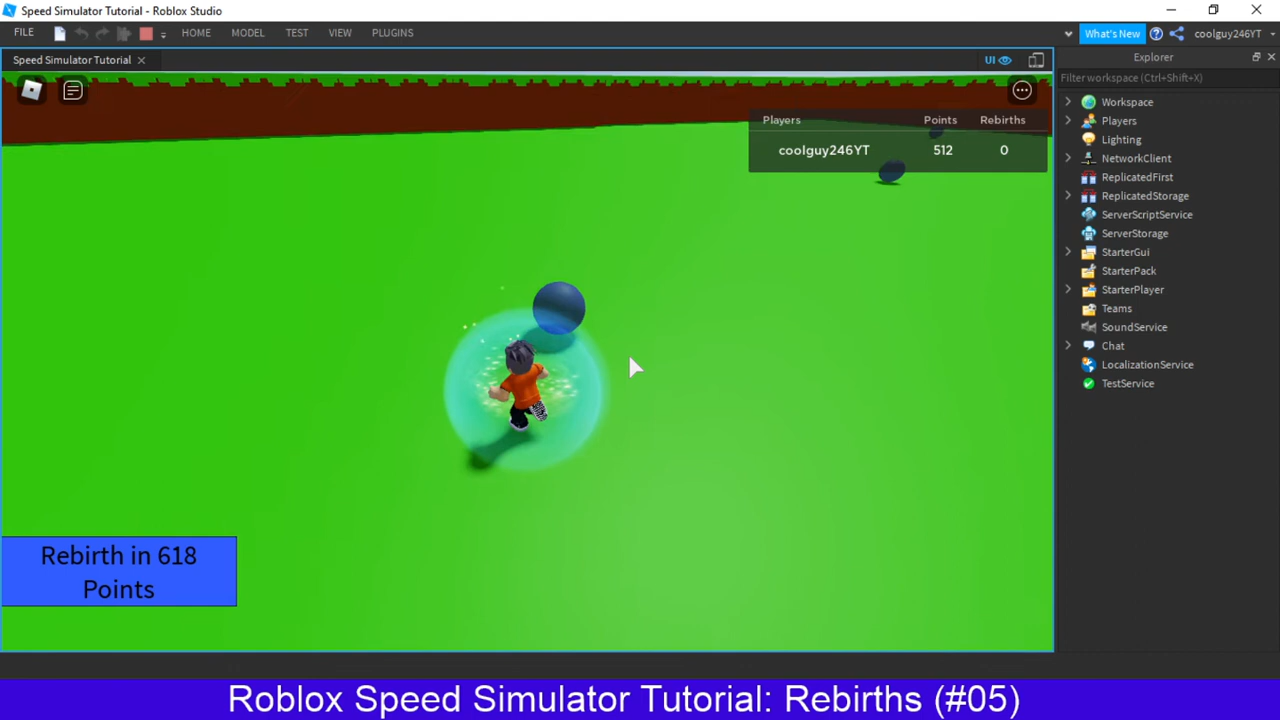 Speed Simulator Tutorial - Roblox Studio
FILE HOME MODEL TEST VIEW PLUGINS What's New coolguy246YT
Speed Simulator Tutorial UI Explorer
Filter workspace (Ctrl+Shift+X)
Players Points Rebirths
coolguy246YT 512 0
Workspace
Players
Lighting
NetworkClient
ReplicatedFirst
ReplicatedStorage
ServerScriptService
ServerStorage
StarterGui
StarterPack
StarterPlayer
Teams
SoundService
Chat
LocalizationService
TestService
Rebirth in 618
Points
Roblox Speed Simulator Tutorial: Rebirths (#05)